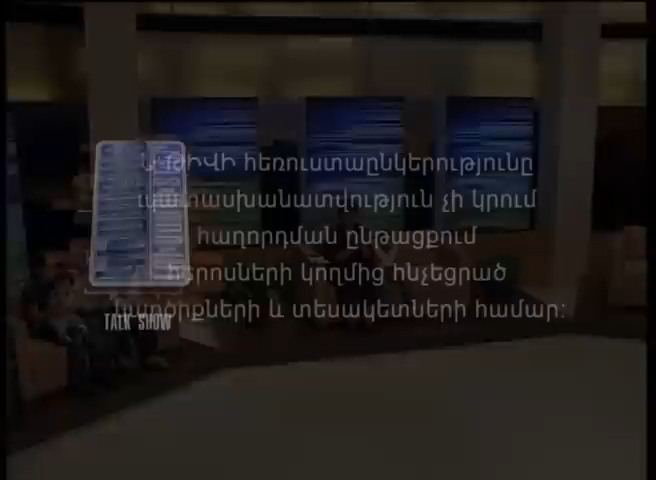 հեռուստաընկերությունը
պատասխանատվություն չի կրում
հաղորդման ընթացքում
հերոսների կողմից հնչեցրած
կարծիքների և տեսակետների համար:
TALK SHOW